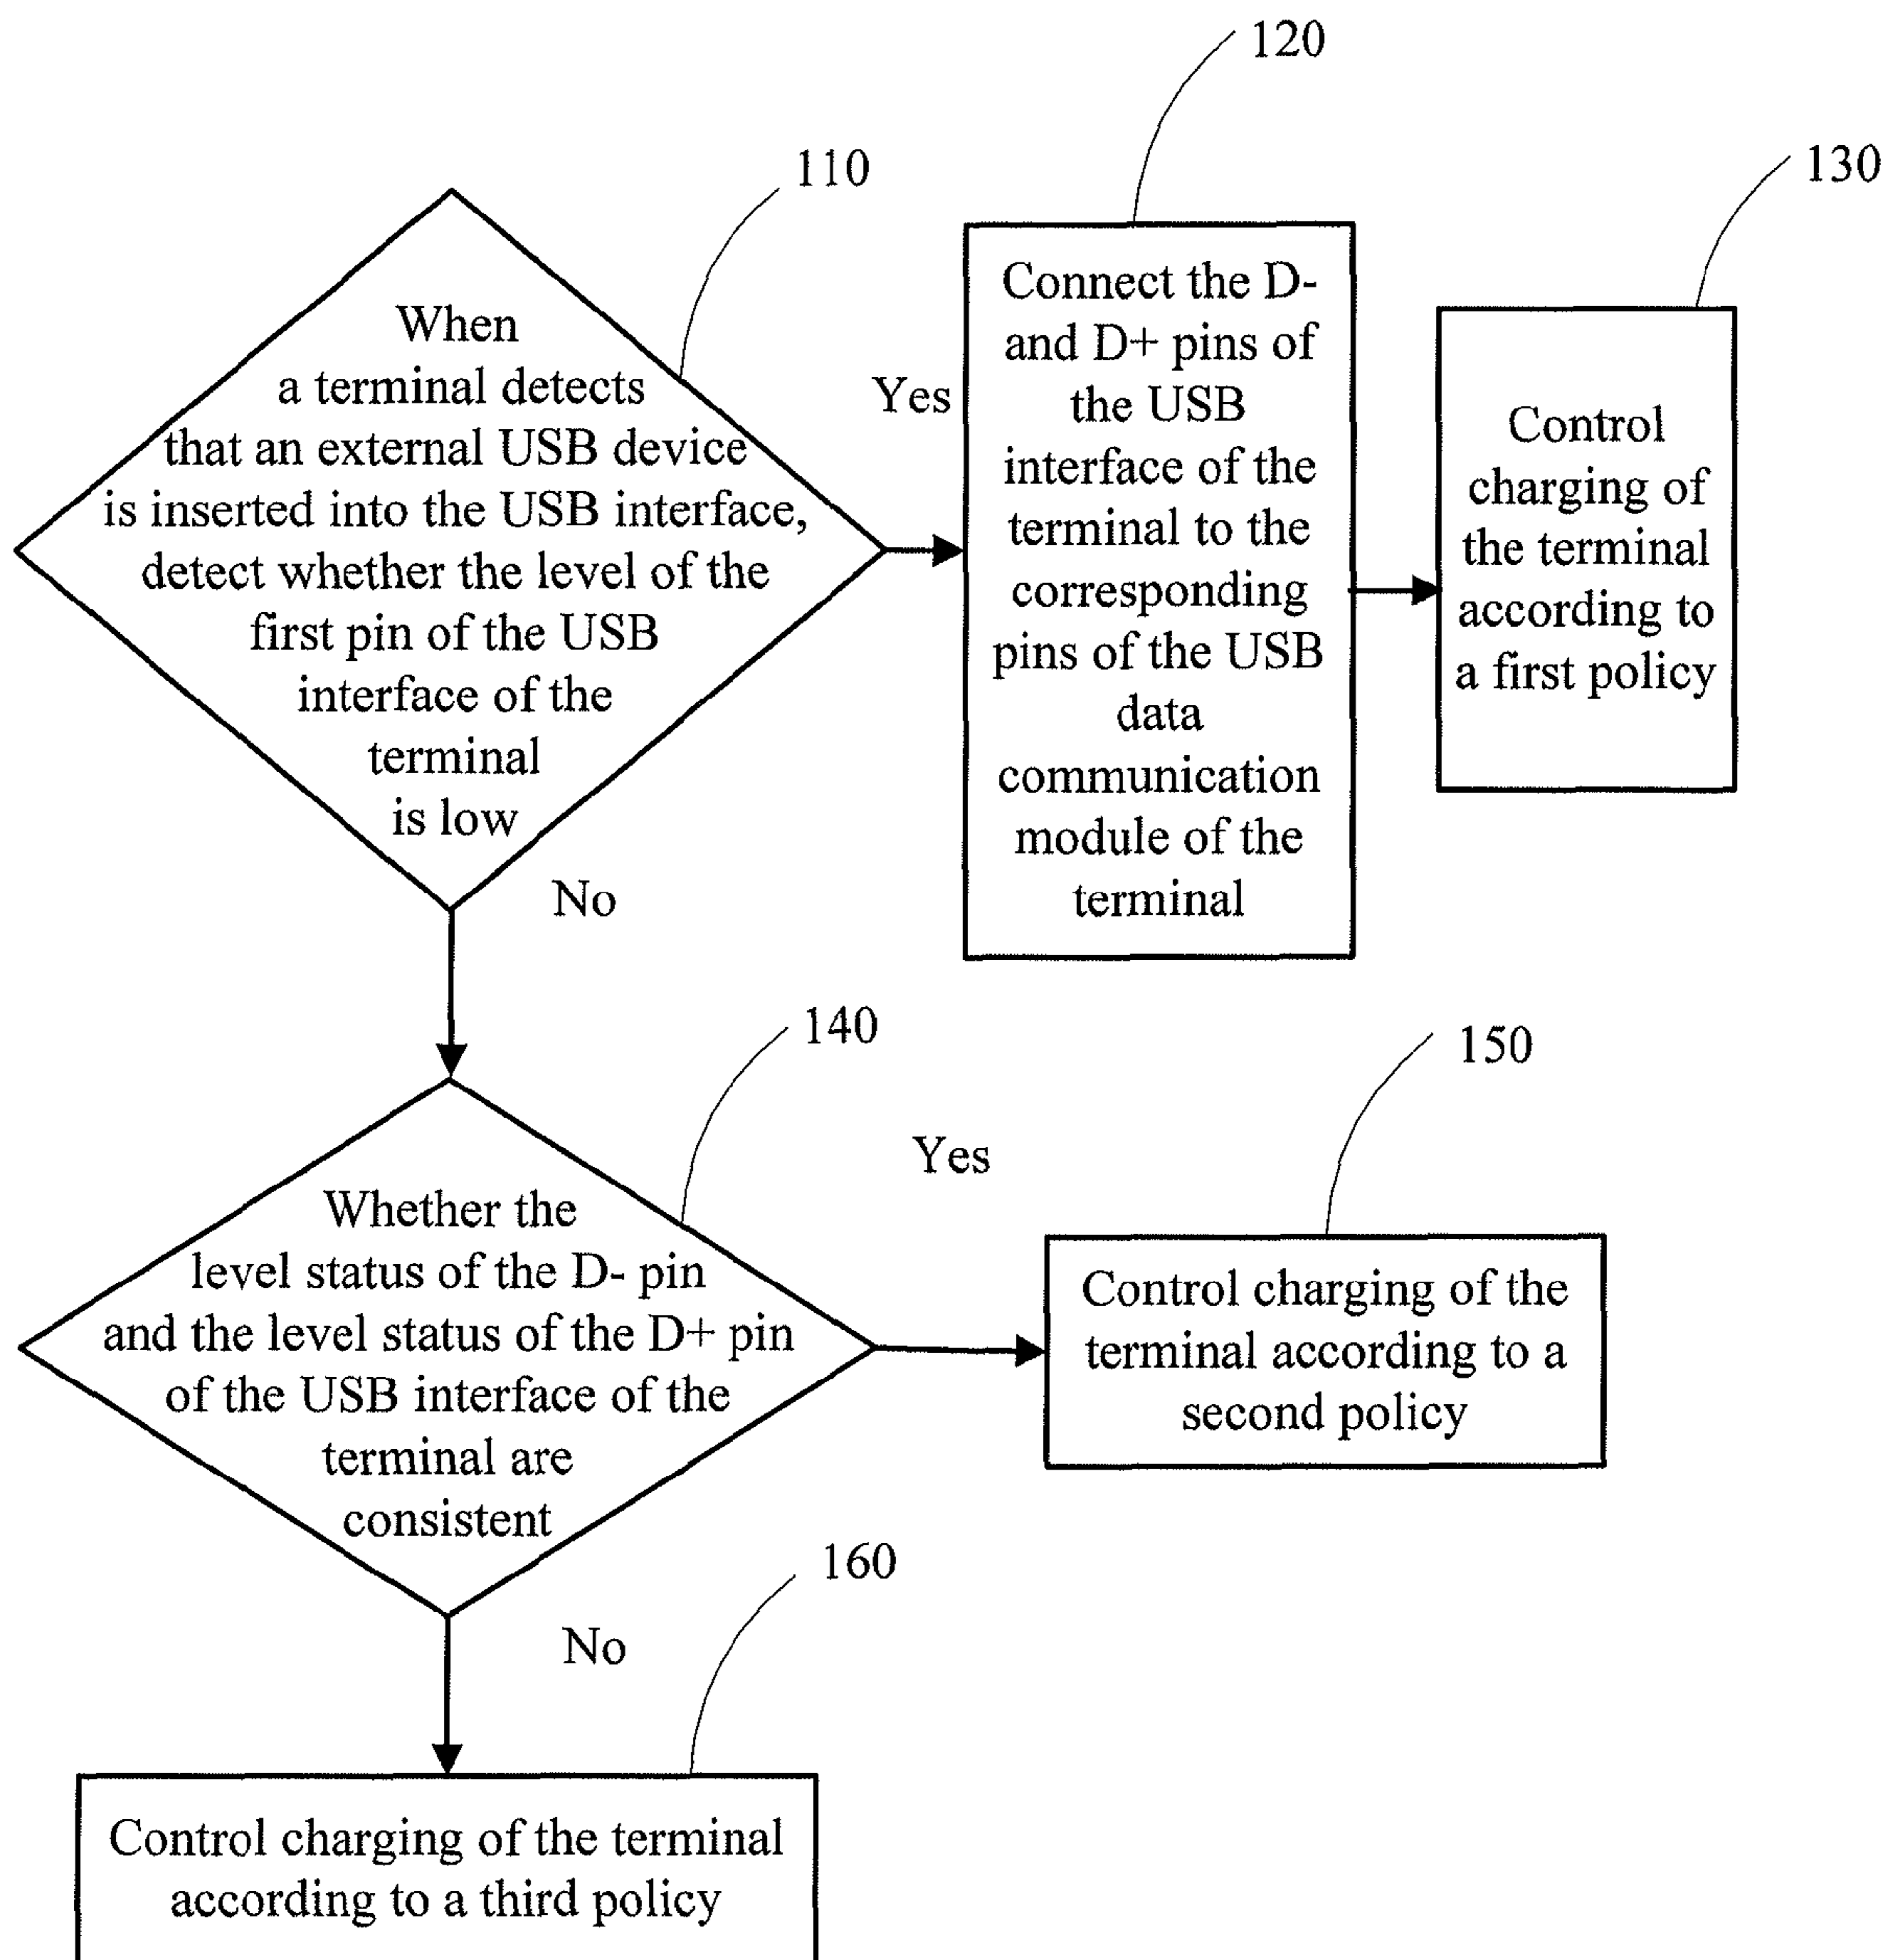 120
110
130
When
a terminal detects
that an external USB device
is inserted into the USB interface,
detect whether the level of the
first pin of the USB
interface of the
terminal
is low
Yes
Connect the D-
and D+ pins of
the USB
interface of the
terminal to the
corresponding
pins of the USB
data
communication
module of the
terminal
Control
charging of
the terminal
according to
a first policy
No
140
150
Yes
Whether the
level status of the D- pin
and the level status of the D+ pin
of the USB interface of the
terminal are
consistent
Control charging of the
terminal according to a
second policy
160
No
Control charging of the terminal
according to a third policy